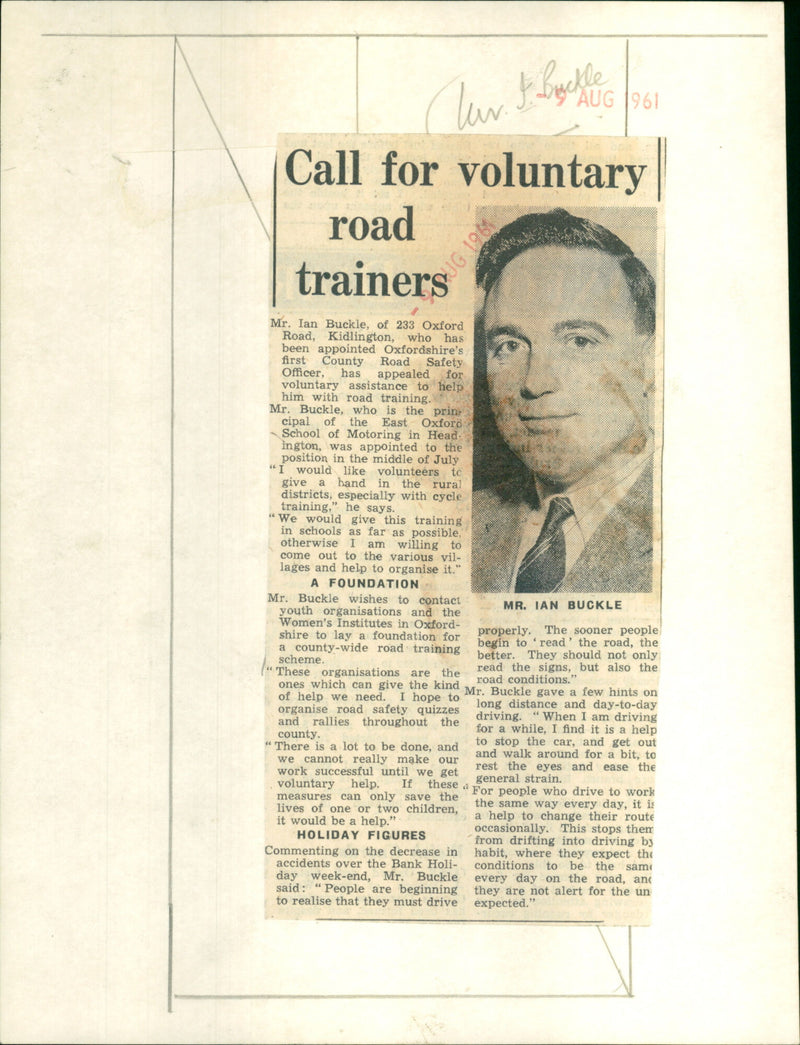 Mr. I. Buckle
-9 AUG 1961
Call for voluntary
road
trainers
-9 AUG 1961
Mr. Ian Buckle, of 233 Oxford
Road, Kidlington, who has
been appointed Oxfordshire's
first County Road Safety
Officer, has appealed for
voluntary assistance to help
him with road training.
Mr. Buckle, who is the prin-
cipal of the East Oxford
School of Motoring in Head-
ington, was appointed to the
position in the middle of July
"I would like volunteers to
give a hand in the rural
districts, especially with cycle
training," he says.
"We would give this training
in schools as far as possible,
otherwise I am willing to
come out to the various vil-
lages and help to organise it."
A FOUNDATION
Mr. Buckle wishes to contact
youth organisations and the
Women's Institutes in Oxford-
shire to lay a foundation for
a county-wide road training
scheme.
"These organisations are the
ones which can give the kind
of help we need. I hope to
organise road safety quizzes
and rallies throughout the
county.
"There is a lot to be done, and
we cannot really make our
work successful until we get
voluntary help. If these
measures can only save the
lives of one or two children,
it would be a help."
HOLIDAY FIGURES
Commenting on the decrease in
accidents over the Bank Holi-
day week-end, Mr. Buckle
said: "People are beginning
to realise that they must drive
MR. IAN BUCKLE
properly. The sooner people
begin to 'read' the road, the
better. They should not only
read the signs, but also the
road conditions."
Mr. Buckle gave a few hints on
long distance and day-to-day
driving. "When I am driving
for a while, I find it is a help
to stop the car, and get out
and walk around for a bit, to
rest the eyes and ease the
general strain.
"For people who drive to work
the same way every day, it is
a help to change their route
occasionally. This stops them
from drifting into driving by
habit, where they expect the
conditions to be the same
every day on the road, and
they are not alert for the un
expected."